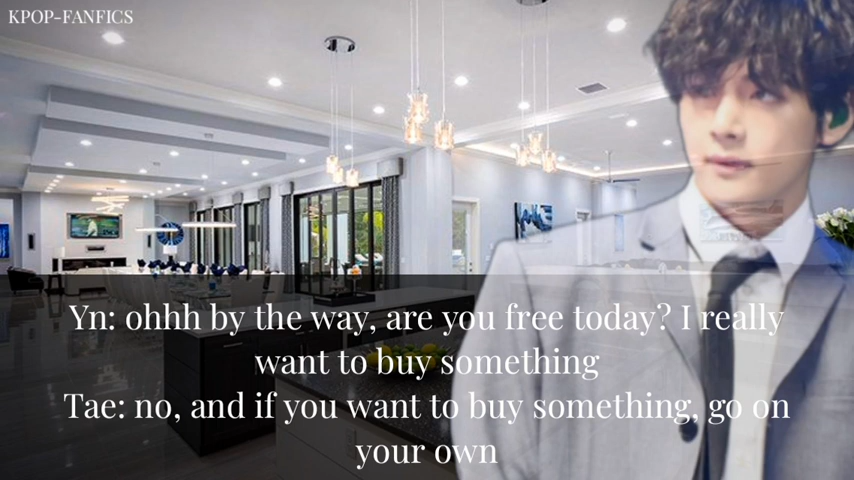 KPOP-FANFICS
Yn: ohhh by the way, are you free today? I really
want to buy something
Tae: no, and if you want to buy something, go on
your own